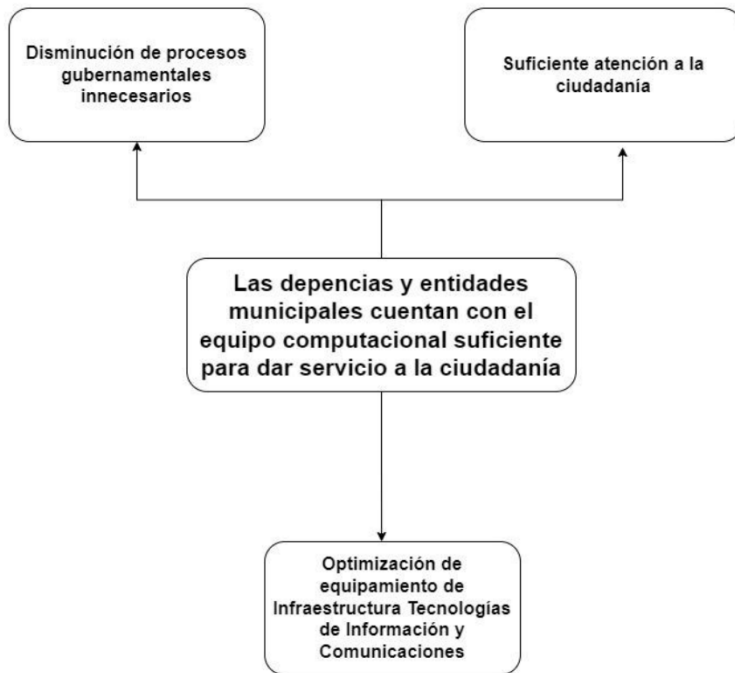 Disminución de procesos
gubernamentales
innecesarios
Suficiente atención a la
ciudadanía
Las depencias y entidades
municipales cuentan con el
equipo computacional suficiente
para dar servicio a la ciudadanía
Optimización de
equipamiento de
Infraestructura Tecnologías
de Información y
Comunicaciones